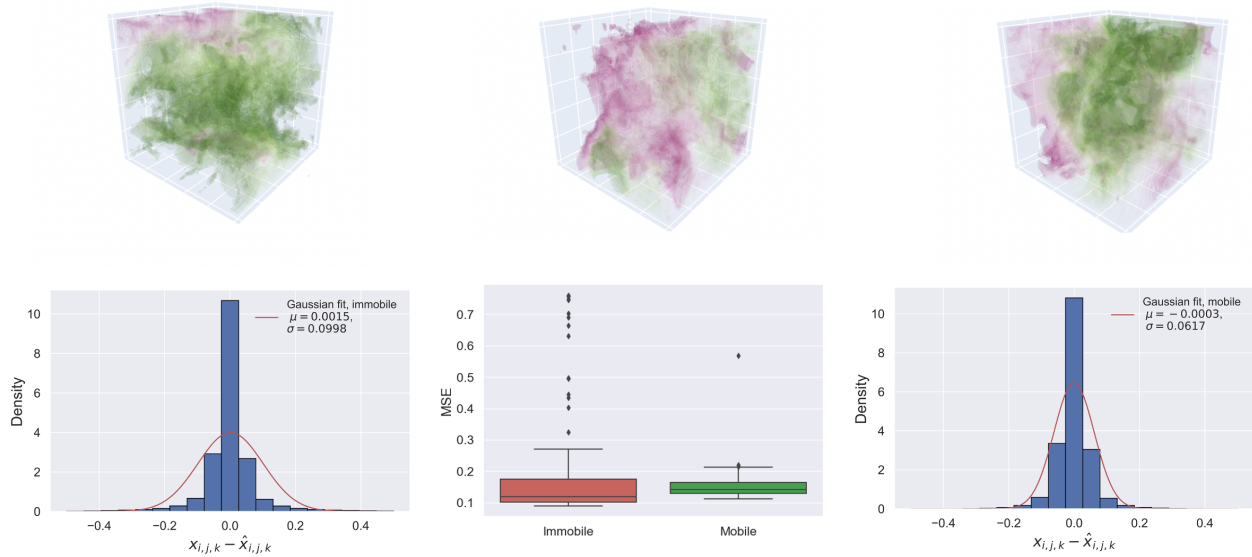 Gaussian fit, immobile
μ = 0.0015,
σ = 0.0998
Density
10
8
6
4
2
0
−0.4
−0.2
0.0
0.2
0.4
x_{i,j,k} − x̂_{i,j,k}
MSE
0.7
0.6
0.5
0.4
0.3
0.2
0.1
Immobile
Mobile
Gaussian fit, mobile
μ = −0.0003,
σ = 0.0617
Density
10
8
6
4
2
0
−0.4
−0.2
0.0
0.2
0.4
x_{i,j,k} − x̂_{i,j,k}